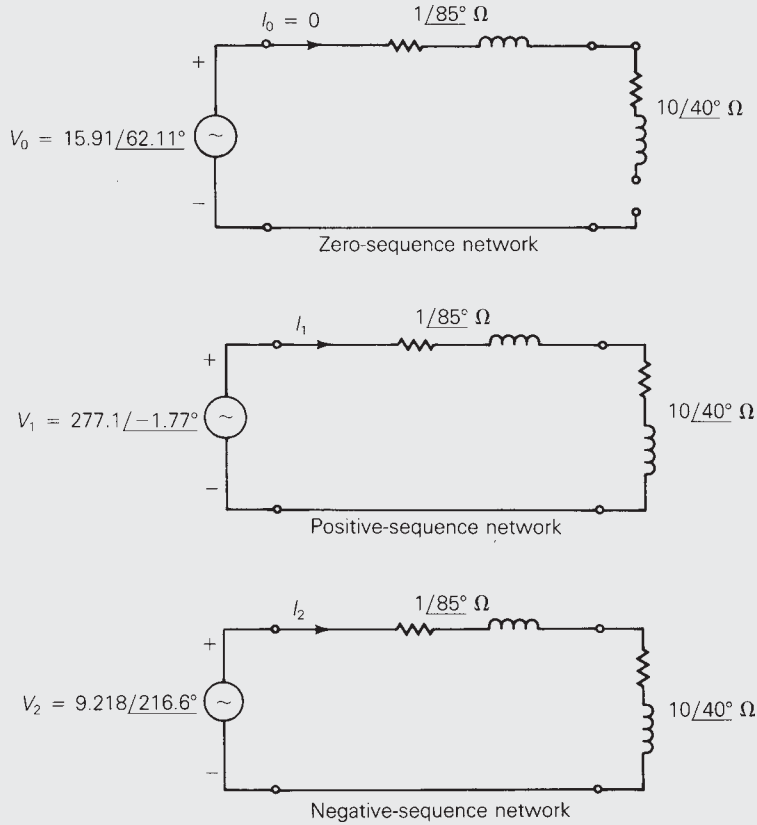 1/85° Ω
I₀ = 0
+
10/40° Ω
V₀ = 15.91/62.11°
~
−
Zero-sequence network
1/85° Ω
I₁
+
10/40° Ω
V₁ = 277.1/−1.77°
~
−
Positive-sequence network
1/85° Ω
I₂
+
V₂ = 9.218/216.6°
~
10/40° Ω
−
Negative-sequence network